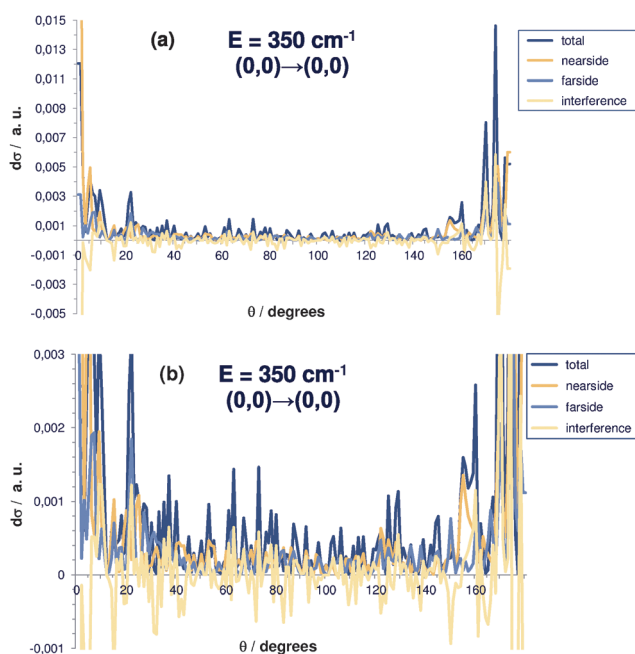 (a)
E = 350 cm-1
(0,0)→(0,0)
total
nearside
farside
interference
dσ / a. u.
0,015
0,013
0,011
0,009
0,007
0,005
0,003
0,001
-0,001
-0,003
-0,005
0 20 40 60 80 100 120 140 160
θ / degrees
(b)
E = 350 cm-1
(0,0)→(0,0)
total
nearside
farside
interference
dσ / a. u.
0,003
0,002
0,001
0
-0,001
0 20 40 60 80 100 120 140 160
θ / degrees